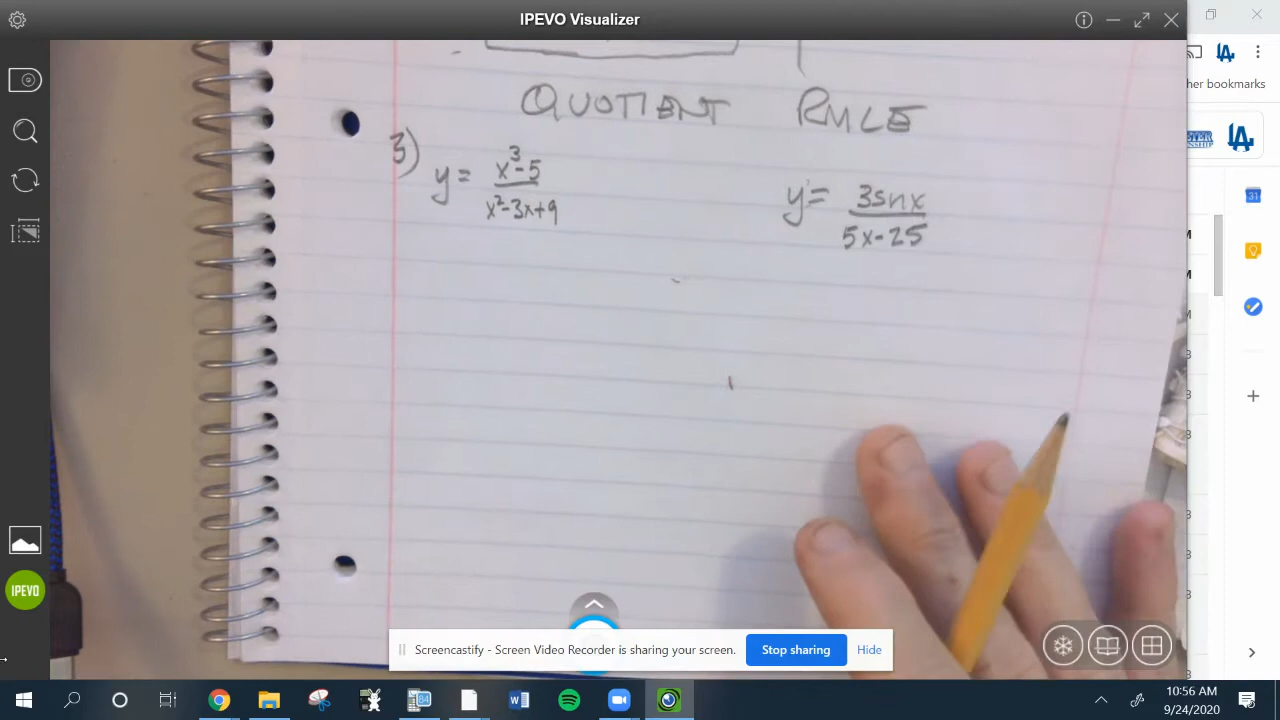 IPEVO Visualizer
her bookmarks
QUOTIENT RULE
3) y = x³-5 / x²-3x+9
y' = 3sinx / 5x-25
31
IPEVO
Screencastify - Screen Video Recorder is sharing your screen.
Stop sharing
Hide
10:56 AM
9/24/2020